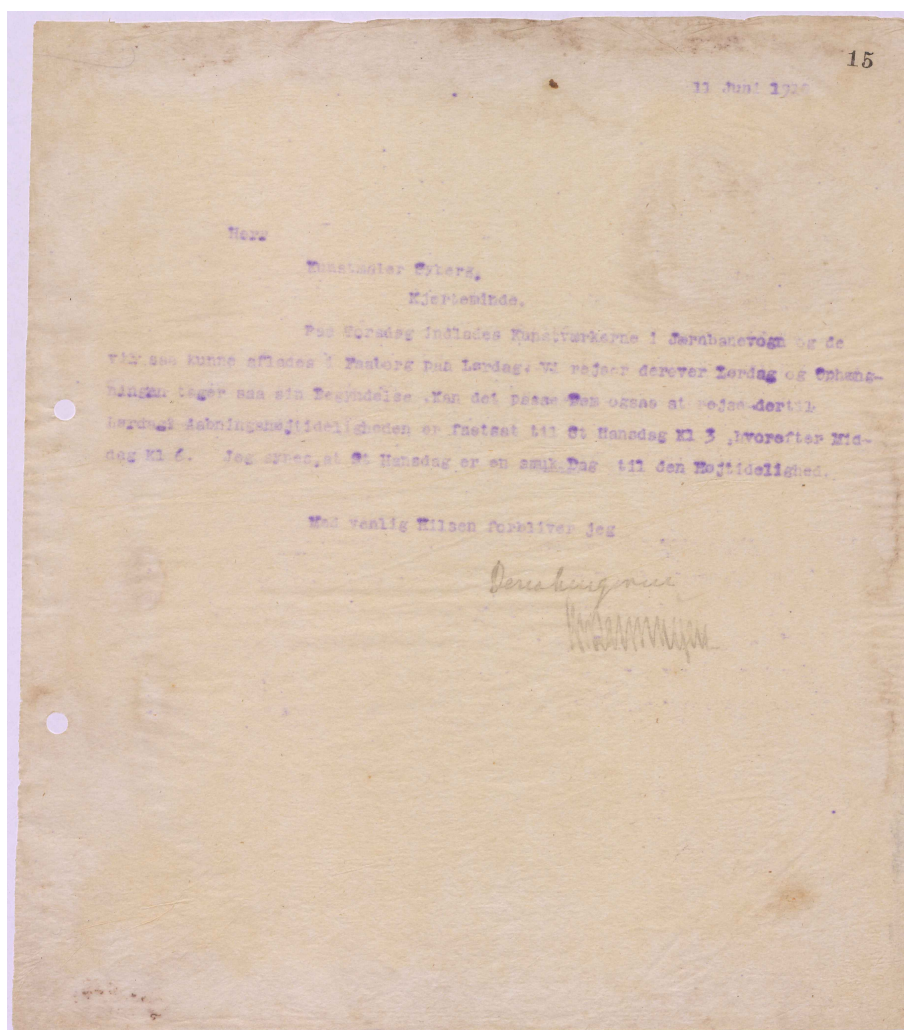 15
11 Juni
Herr
Kunstmaler Syberg,
Kjerteminde.
Paa Torsdag indlades Kunstværkerne i Jærnbanevogn og de
vil saa kunne aflades i Faaborg paa Lørdag. Vi rejser derover Lørdag og Ophæng-
ningen tager saa sin Begyndelse .Kan det passe Dem ogsaa at rejse dertil
Lørdag? Aabningshøjtideligheden er fastsat til St Hansdag Kl 3 ,hvorefter Mid-
dag Kl 6. Jeg synes,at St Hansdag er en smuk Dag til den Højtidelighed.
Med venlig Hilsen forbliver jeg
Deres hengivne